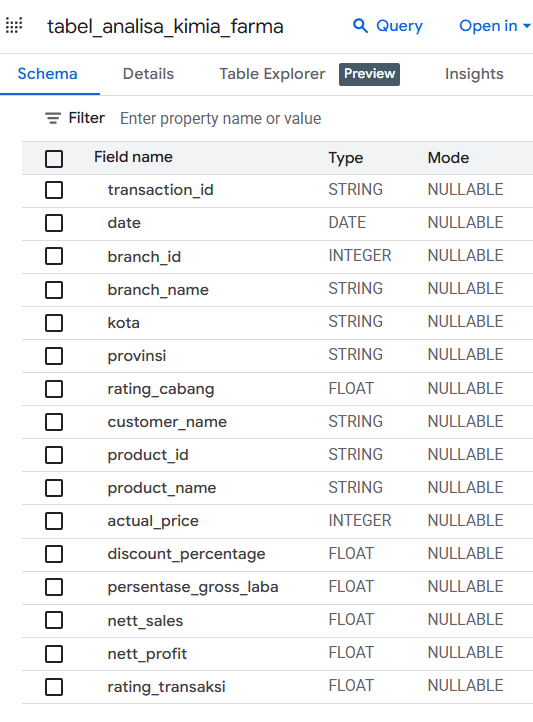 tabel_analisa_kimia_farma Query Open in
Schema Details Table Explorer Preview Insights
Filter Enter property name or value
Field name Type Mode
transaction_id STRING NULLABLE
date DATE NULLABLE
branch_id INTEGER NULLABLE
branch_name STRING NULLABLE
kota STRING NULLABLE
provinsi STRING NULLABLE
rating_cabang FLOAT NULLABLE
customer_name STRING NULLABLE
product_id STRING NULLABLE
product_name STRING NULLABLE
actual_price INTEGER NULLABLE
discount_percentage FLOAT NULLABLE
persentase_gross_laba FLOAT NULLABLE
nett_sales FLOAT NULLABLE
nett_profit FLOAT NULLABLE
rating_transaksi FLOAT NULLABLE